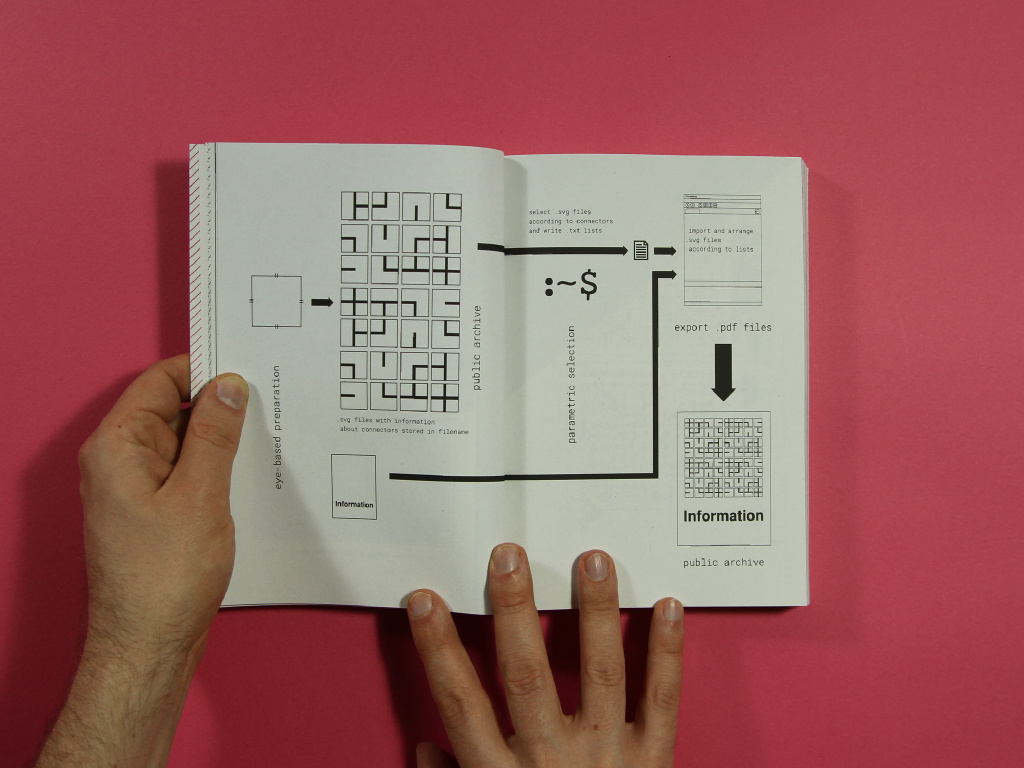 eye-based preparation
public archive
.svg files with information
about connectors stored in filename
Information
select .svg files
according to connectors
and write .txt lists
:~$
parametric selection
import and arrange
.svg files
according to lists
export .pdf files
Information
public archive